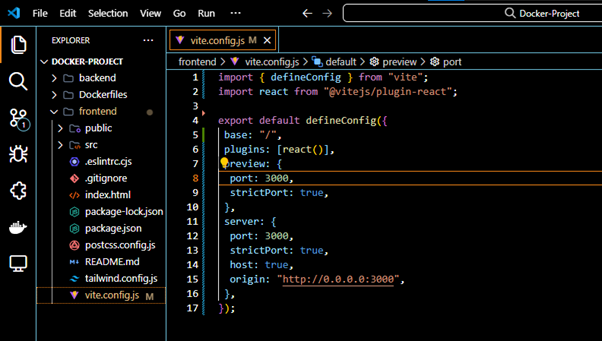 File Edit Selection View Go Run ... Docker-Project
EXPLORER ...
vite.config.js M
DOCKER-PROJECT
backend
Dockerfiles
frontend
public
src
.eslintrc.cjs
.gitignore
index.html
package-lock.json
package.json
postcss.config.js
README.md
tailwind.config.js
vite.config.js M
1
frontend > vite.config.js > default > preview > port
1 import { defineConfig } from "vite";
2 import react from "@vitejs/plugin-react";
3
4 export default defineConfig({
5 base: "/",
6 plugins: [react()],
7 preview: {
8 port: 3000,
9 strictPort: true,
10 },
11 server: {
12 port: 3000,
13 strictPort: true,
14 host: true,
15 origin: "http://0.0.0.0:3000",
16 },
17 });